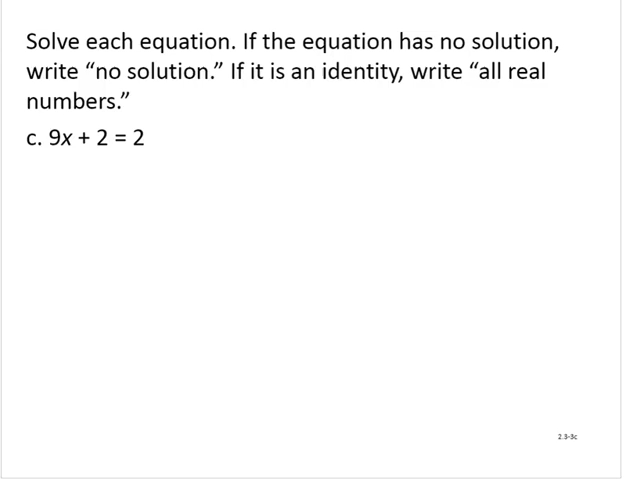 Solve each equation. If the equation has no solution,
write “no solution.” If it is an identity, write “all real
numbers.”
c. 9x + 2 = 2
2.3-3c